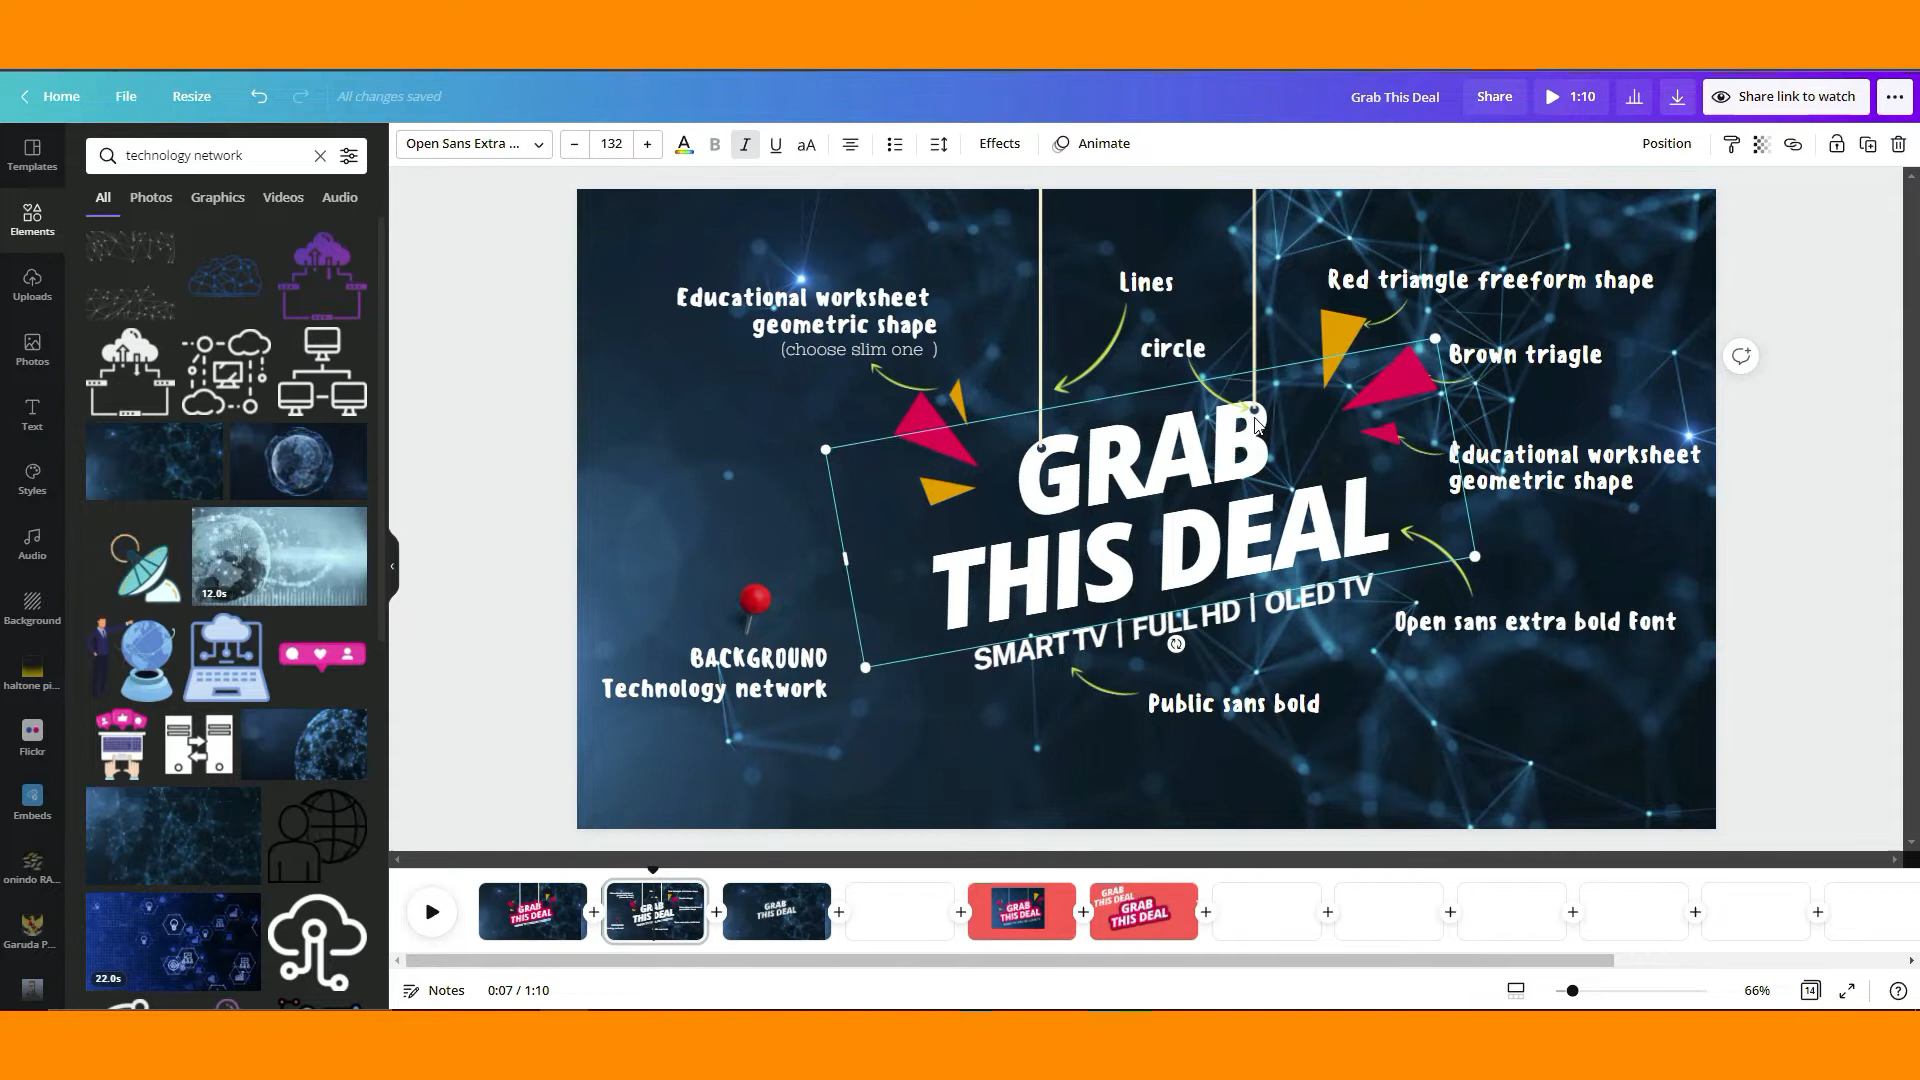 Home
File
Resize
All changes saved
Grab This Deal
Share
1:10
Share link to watch
Templates
Elements
Uploads
Photos
Text
Styles
Audio
Background
haltone pi...
Flickr
Embeds
onindo RA...
Garuda P...
technology network
All
Photos
Graphics
Videos
Audio
12.0s
22.0s
Open Sans Extra ...
132
A
B
I
U
aA
Effects
Animate
Position
Educational worksheet
geometric shape
(choose slim one )
Lines
circle
Red triangle freeform shape
Brown triagle
Educational worksheet
geometric shape
GRAB
THIS DEAL
SMART TV | FULL HD | OLED TV
Open sans extra bold Font
Public sans bold
BACKGROUND
Technology network
GRAB
THIS DEAL
GRAB
THIS DEAL
GRAB
THIS DEAL
GRAB
THIS DEAL
GRAB
THIS DEAL
GRAB
THIS DEAL
Notes
0:07 / 1:10
66%
14